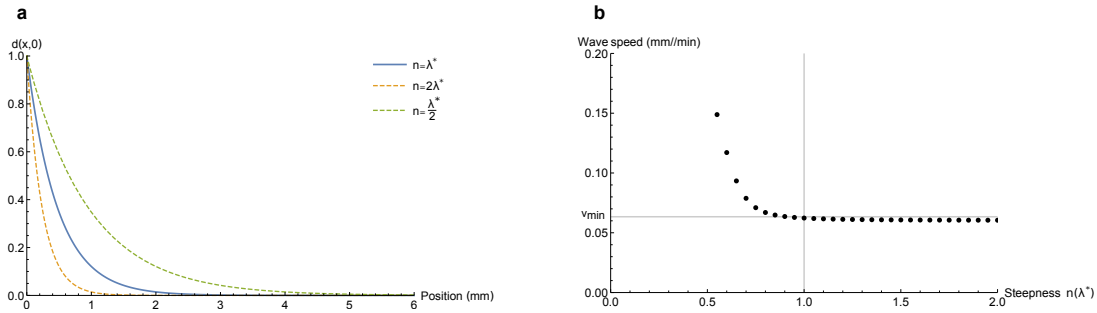 a
d(x,0)
1.0
0.8
0.6
0.4
0.2
0.0
0
1
2
3
4
5
6
Position (mm)
n=λ*
n=2λ*
n=λ*/2
b
Wave speed (mm//min)
0.20
0.15
0.10
vmin
0.05
0.00
0.0
0.5
1.0
1.5
2.0
Steepness n(λ*)